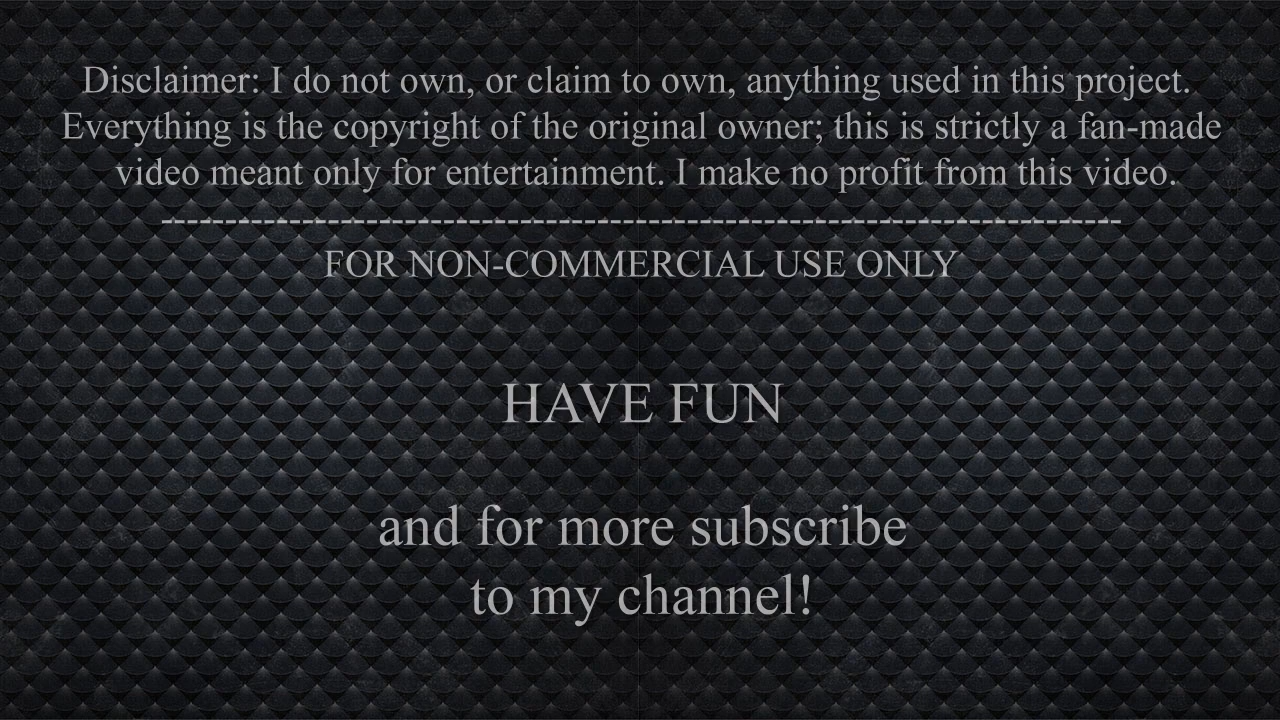 Disclaimer: I do not own, or claim to own, anything used in this project.
Everything is the copyright of the original owner; this is strictly a fan-made
video meant only for entertainment. I make no profit from this video.
---------------------------------------------------------------------------
FOR NON-COMMERCIAL USE ONLY
HAVE FUN
and for more subscribe
to my channel!